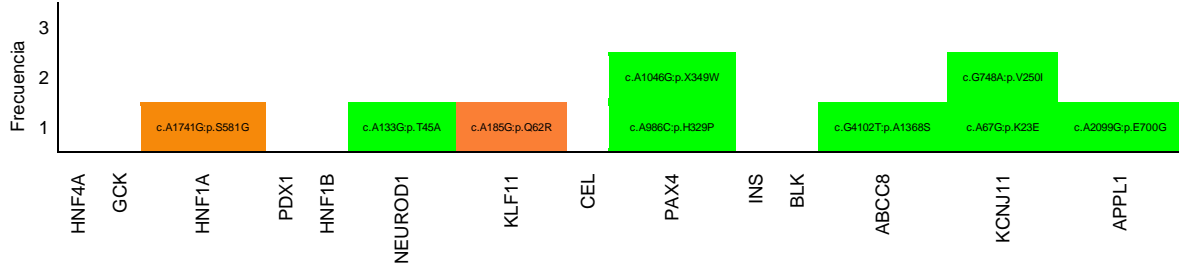 Frecuencia
3
2
1
c.A1046G:p.X349W
c.G748A:p.V250I
c.A1741G:p.S581G
c.A133G:p.T45A
c.A185G:p.Q62R
c.A986C:p.H329P
c.G4102T:p.A1368S
c.A67G:p.K23E
c.A2099G:p.E700G
HNF4A
GCK
HNF1A
PDX1
HNF1B
NEUROD1
KLF11
CEL
PAX4
INS
BLK
ABCC8
KCNJ11
APPL1